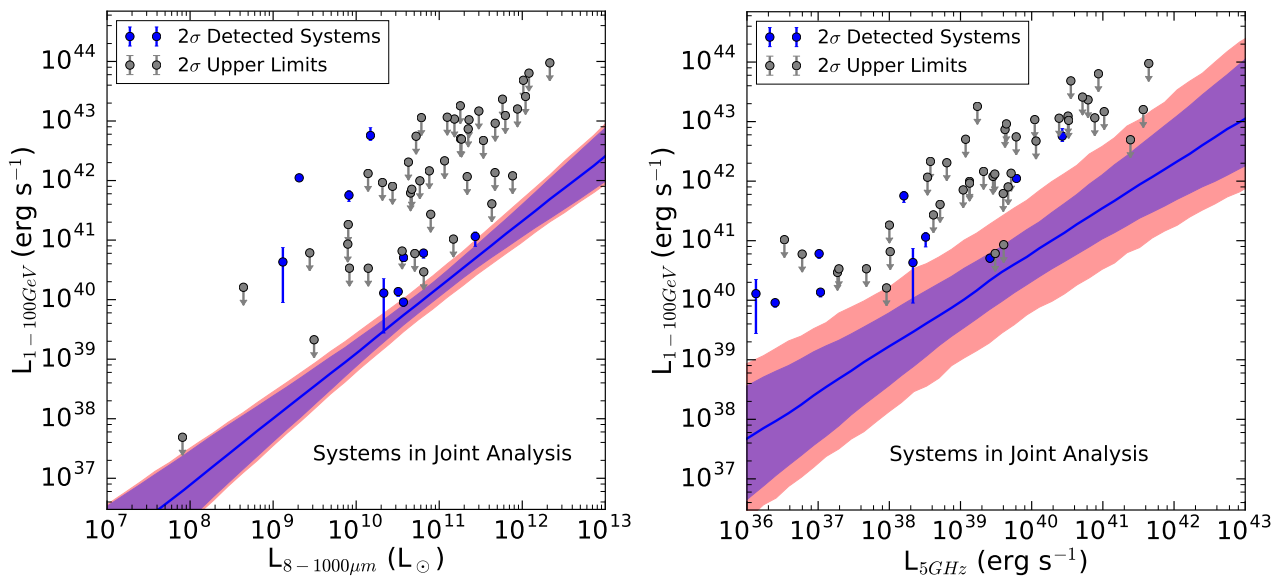 2σ Detected Systems
2σ Upper Limits
10^44
10^43
10^42
10^41
10^40
10^39
10^38
10^37
L_{1−100GeV} (erg s^{−1})
Systems in Joint Analysis
10^7 10^8 10^9 10^10 10^11 10^12 10^13
L_{8−1000μm} (L_⊙)
2σ Detected Systems
2σ Upper Limits
10^44
10^43
10^42
10^41
10^40
10^39
10^38
10^37
L_{1−100GeV} (erg s^{−1})
Systems in Joint Analysis
10^36 10^37 10^38 10^39 10^40 10^41 10^42 10^43
L_{5GHz} (erg s^{−1})